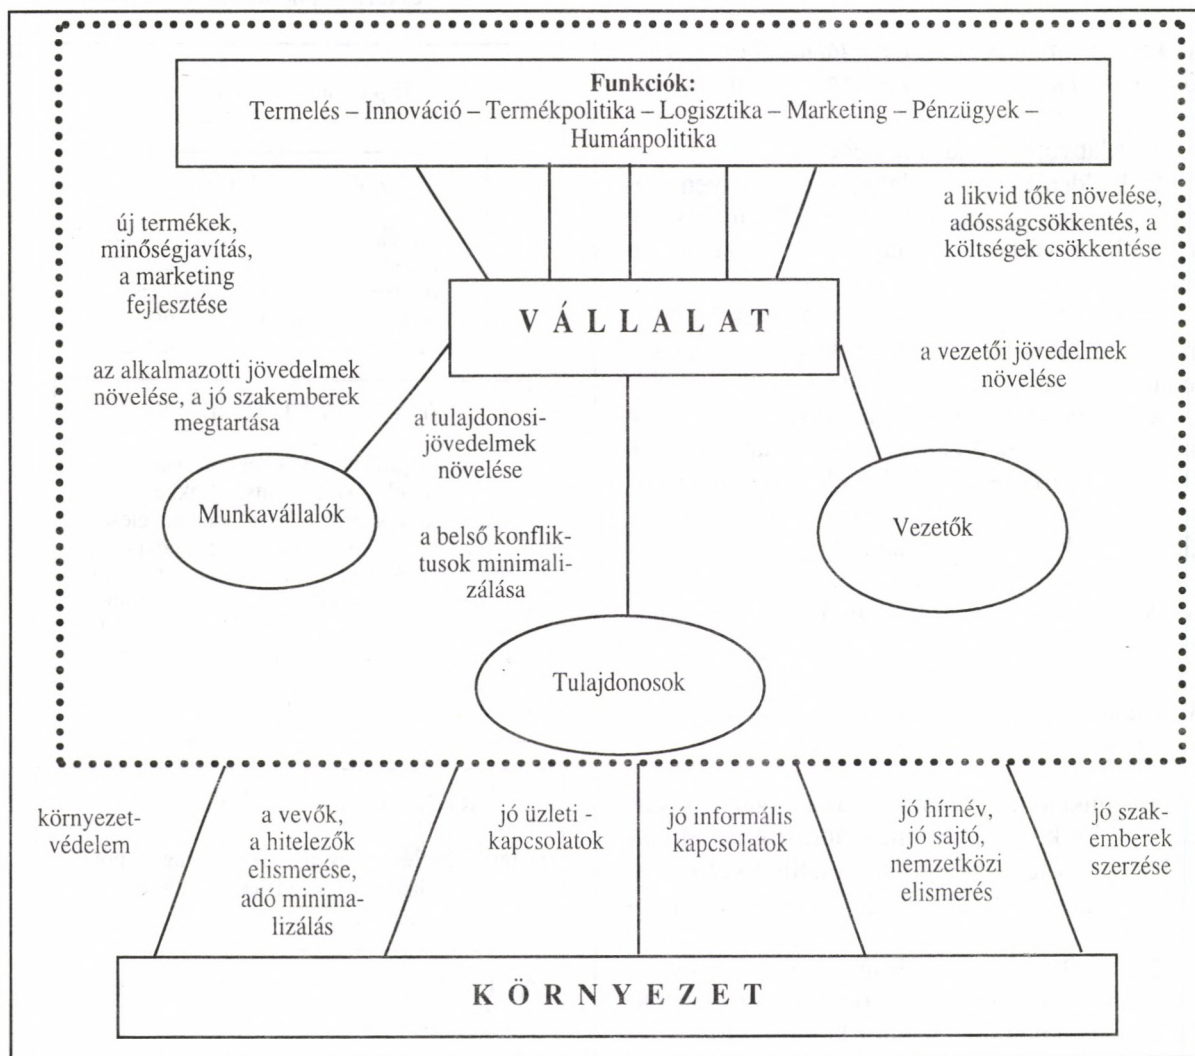 Funkciók:
Termelés – Innováció – Termékpolitika – Logisztika – Marketing – Pénzügyek –
Humánpolitika
új termékek,
minőségjavítás,
a marketing
fejlesztése
a likvid tőke növelése,
adósságcsökkentés, a
költségek csökkentése
VÁLLALAT
az alkalmazotti jövedelmek
növelése, a jó szakemberek
megtartása
a tulajdonosi-
jövedelmek
növelése
a vezetői jövedelmek
növelése
Munkavállalók
a belső konflik-
tusok minimali-
zálása
Vezetők
Tulajdonosok
környezet-
védelem
a vevők,
a hitelezők
elismerése,
adó minima-
lizálás
jó üzleti -
kapcsolatok
jó informális
kapcsolatok
jó hírnév,
jó sajtó,
nemzetközi
elismerés
jó szak-
emberek
szerzése
KÖRNYEZET